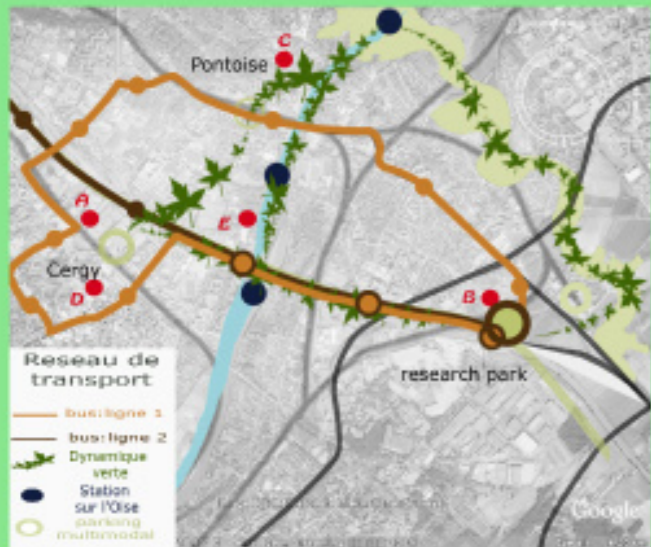 C
Pontoise
A
E
Cergy
D
B
research park
Reseau de
transport
bus:ligne 1
bus:ligne 2
Dynamique
verte
Station
sur l'Oise
parking
multimodal
Google